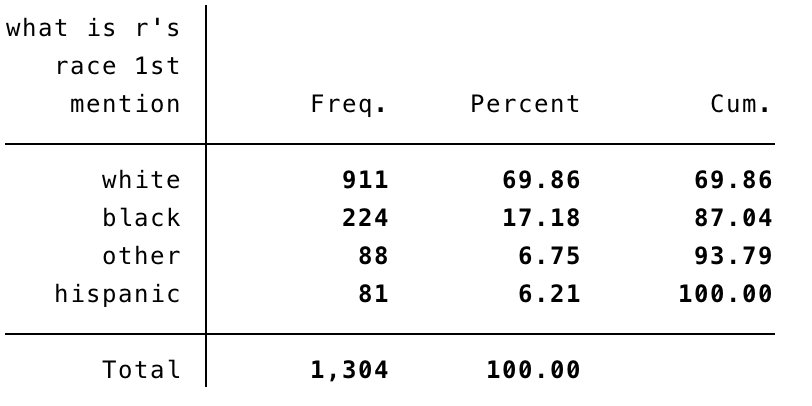 what is r's
race 1st
mention Freq. Percent Cum.
white 911 69.86 69.86
black 224 17.18 87.04
other 88 6.75 93.79
hispanic 81 6.21 100.00
Total 1,304 100.00